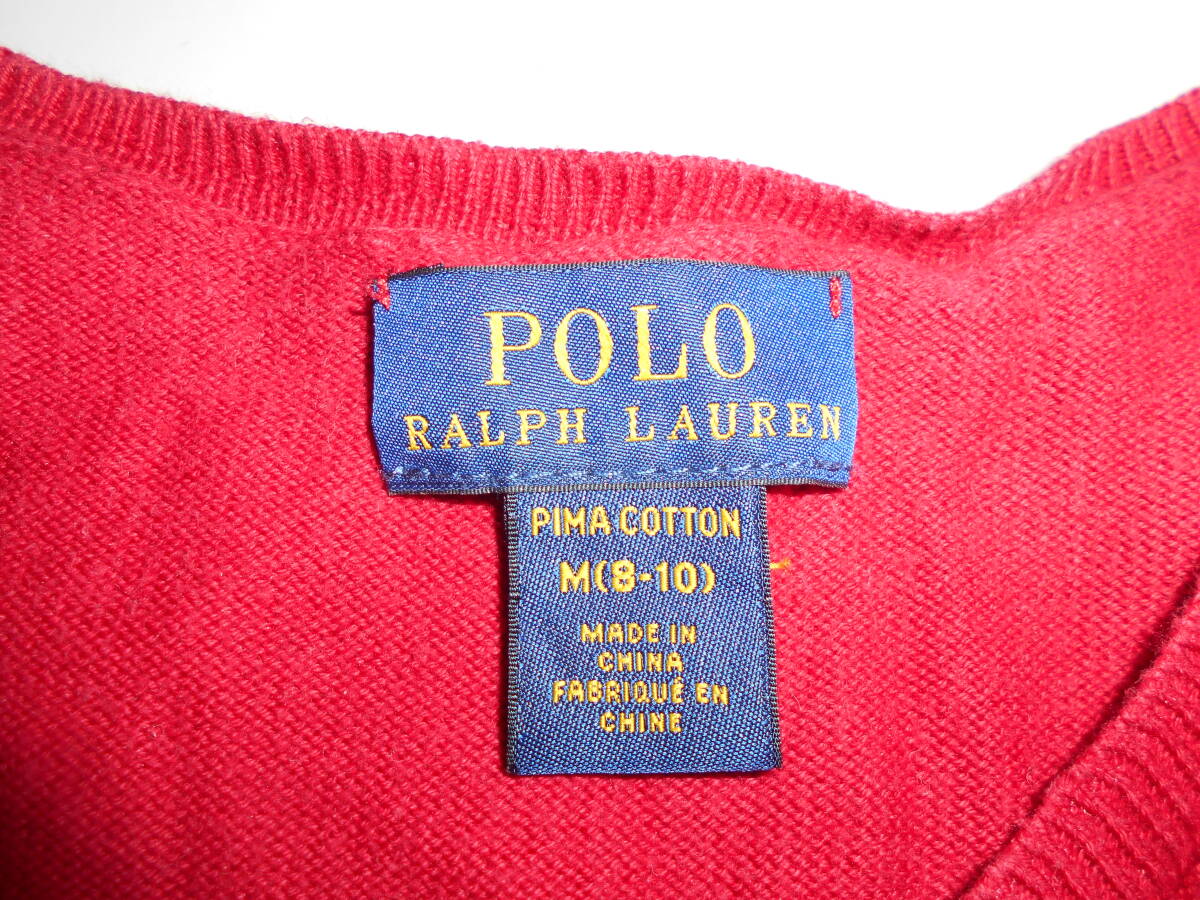 POLO
RALPH LAUREN
PIMA COTTON
M(8-10)
MADE IN
CHINA
FABRIQUÉ EN
CHINE